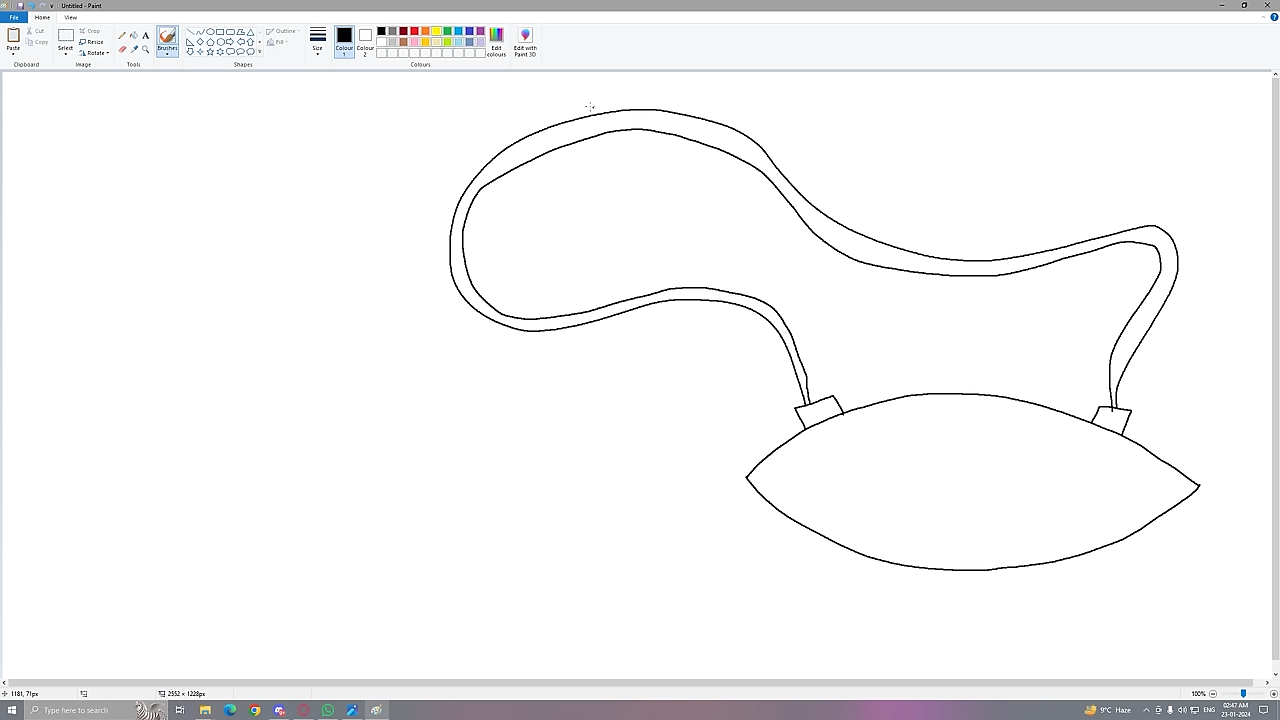 Untitled - Paint
File
Home
View
Paste
Cut
Copy
Clipboard
Select
Crop
Resize
Rotate
Image
Tools
A
Brushes
Shapes
Outline
Fill
Size
Colour 1
Colour 2
Edit colours
Colours
Edit with Paint 3D
1181, 71px
2552 × 1228px
100%
Type here to search
9°C Haze
ENG
02:47 AM
23-01-2024